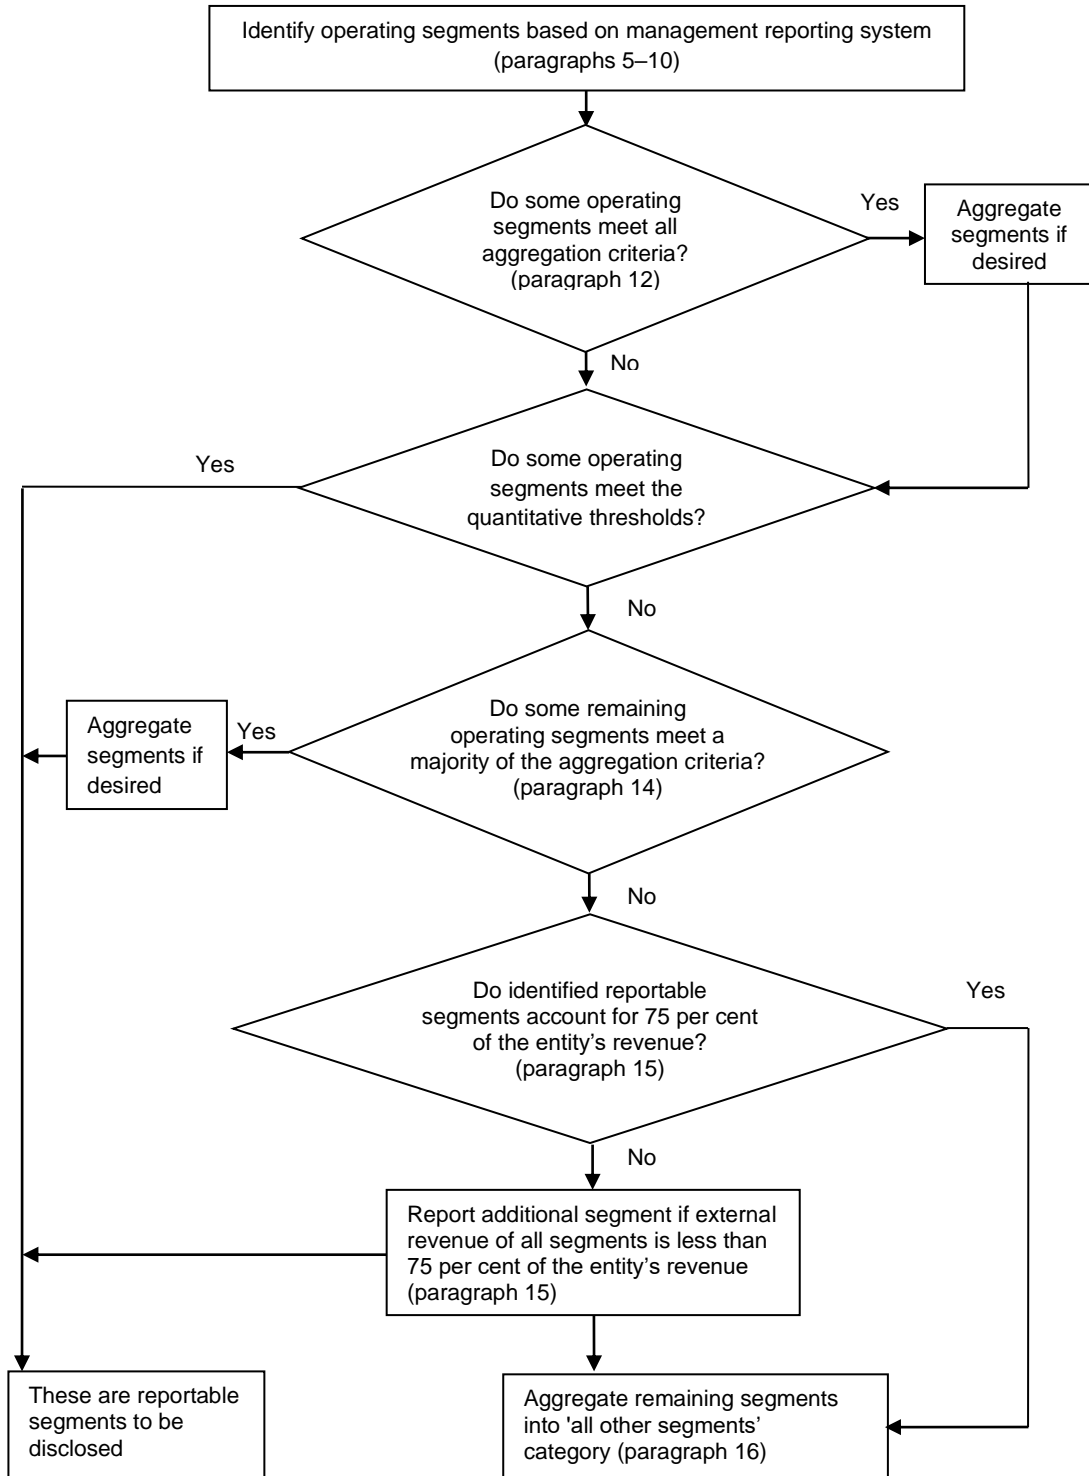 Identify operating segments based on management reporting system
(paragraphs 5–10)
Do some operating
segments meet all
aggregation criteria?
(paragraph 12)
Yes
Aggregate
segments if
desired
No
Do some operating
segments meet the
quantitative thresholds?
Yes
No
Do some remaining
operating segments meet a
majority of the aggregation criteria?
(paragraph 14)
Yes
Aggregate
segments if
desired
No
Do identified reportable
segments account for 75 per cent
of the entity’s revenue?
(paragraph 15)
Yes
No
Report additional segment if external
revenue of all segments is less than
75 per cent of the entity’s revenue
(paragraph 15)
These are reportable
segments to be
disclosed
Aggregate remaining segments
into 'all other segments’
category (paragraph 16)